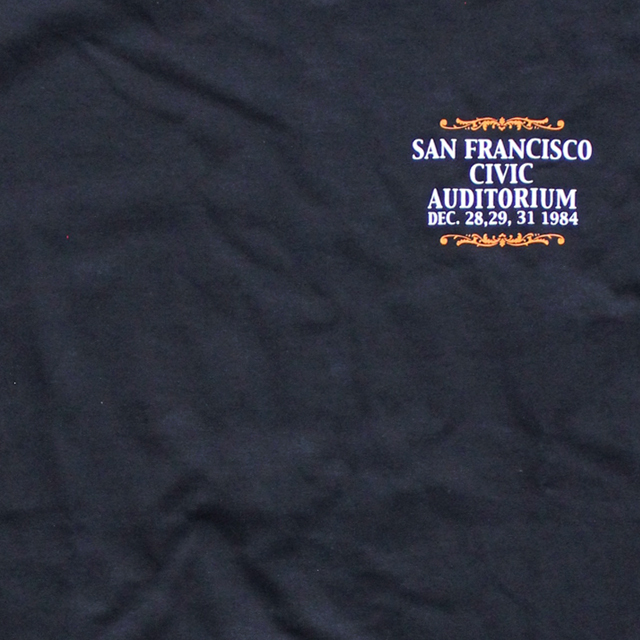 SAN FRANCISCO
CIVIC
AUDITORIUM
DEC. 28,29, 31 1984